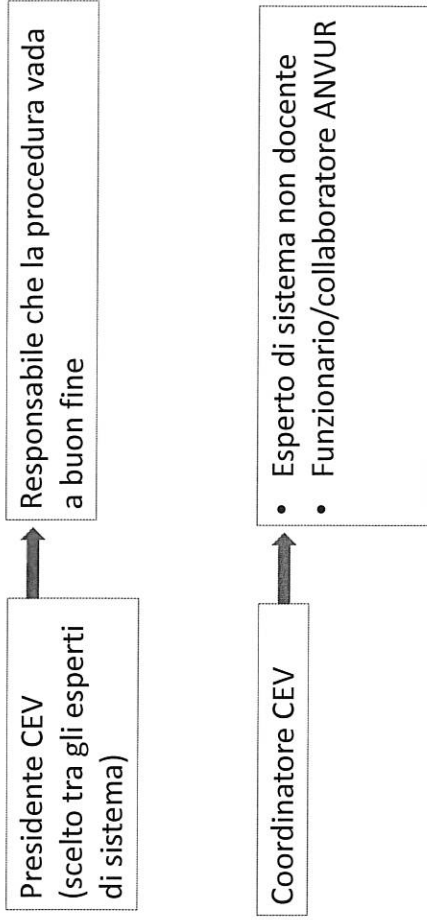 Presidente CEV
(scelto tra gli esperti
di sistema)
Responsabile che la procedura vada
a buon fine
Coordinatore CEV
• Esperto di sistema non docente
• Funzionario/collaboratore ANVUR